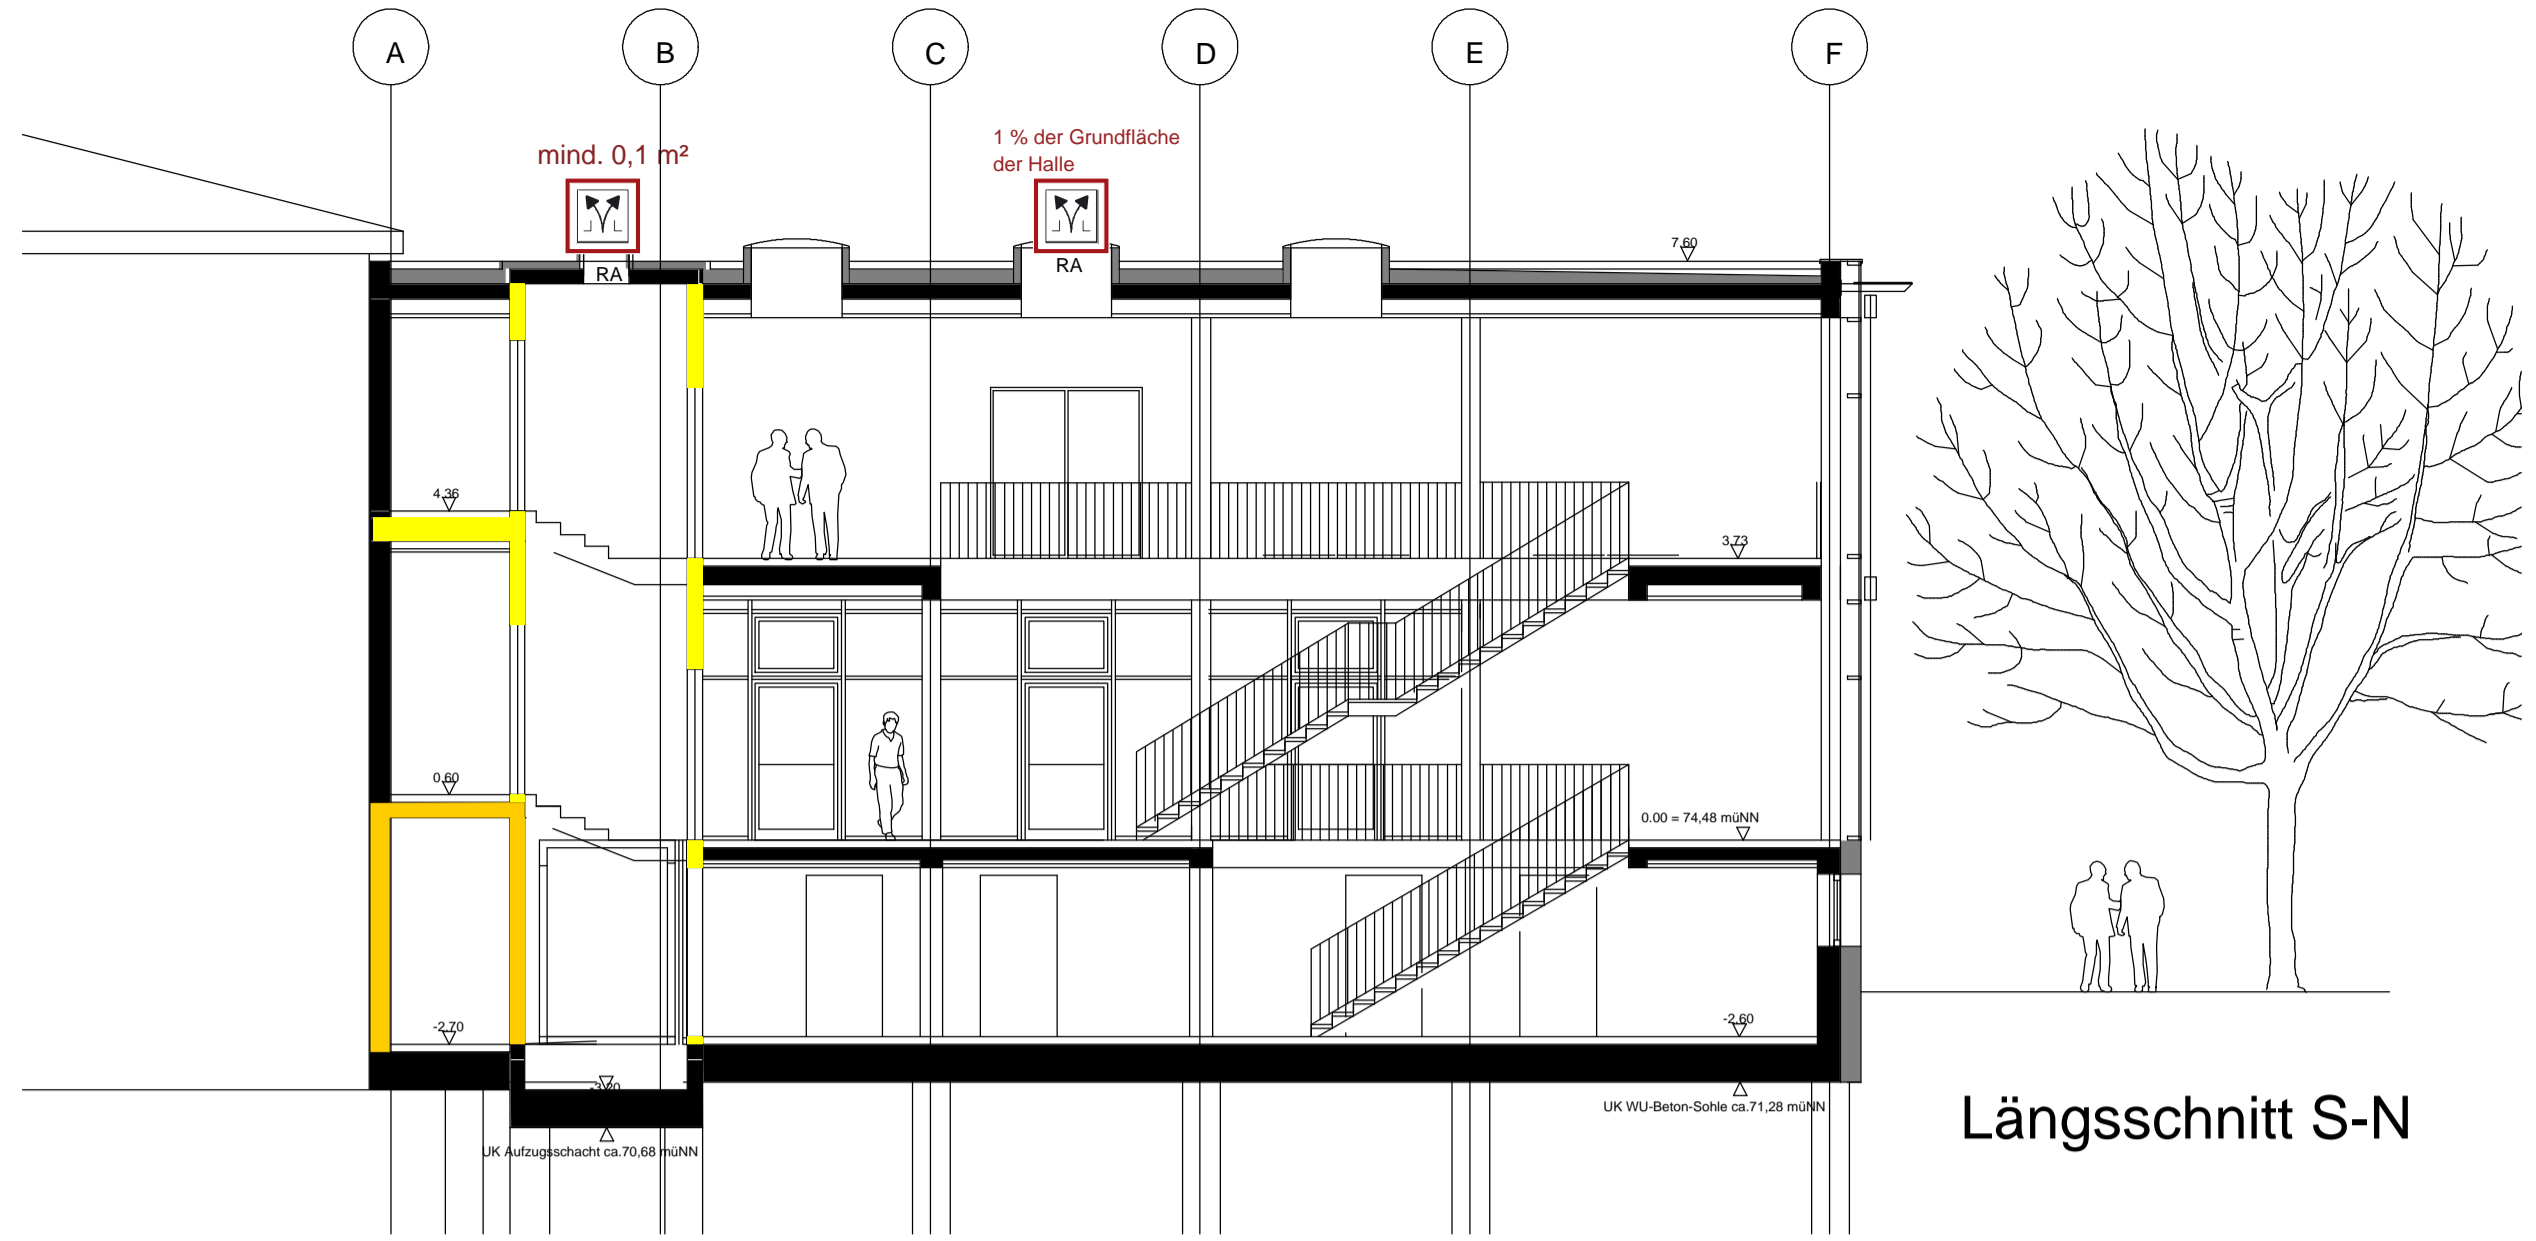 A
B
C
D
E
F
mind. 0,1 m²
1 % der Grundfläche
der Halle
RA
RA
7,60
4,36
3,73
0,60
0.00 = 74,48 müNN
-2,70
-2,60
-3,20
UK WU-Beton-Sohle ca.71,28 müNN
UK Aufzugsschacht ca.70,68 müNN
Längsschnitt S-N